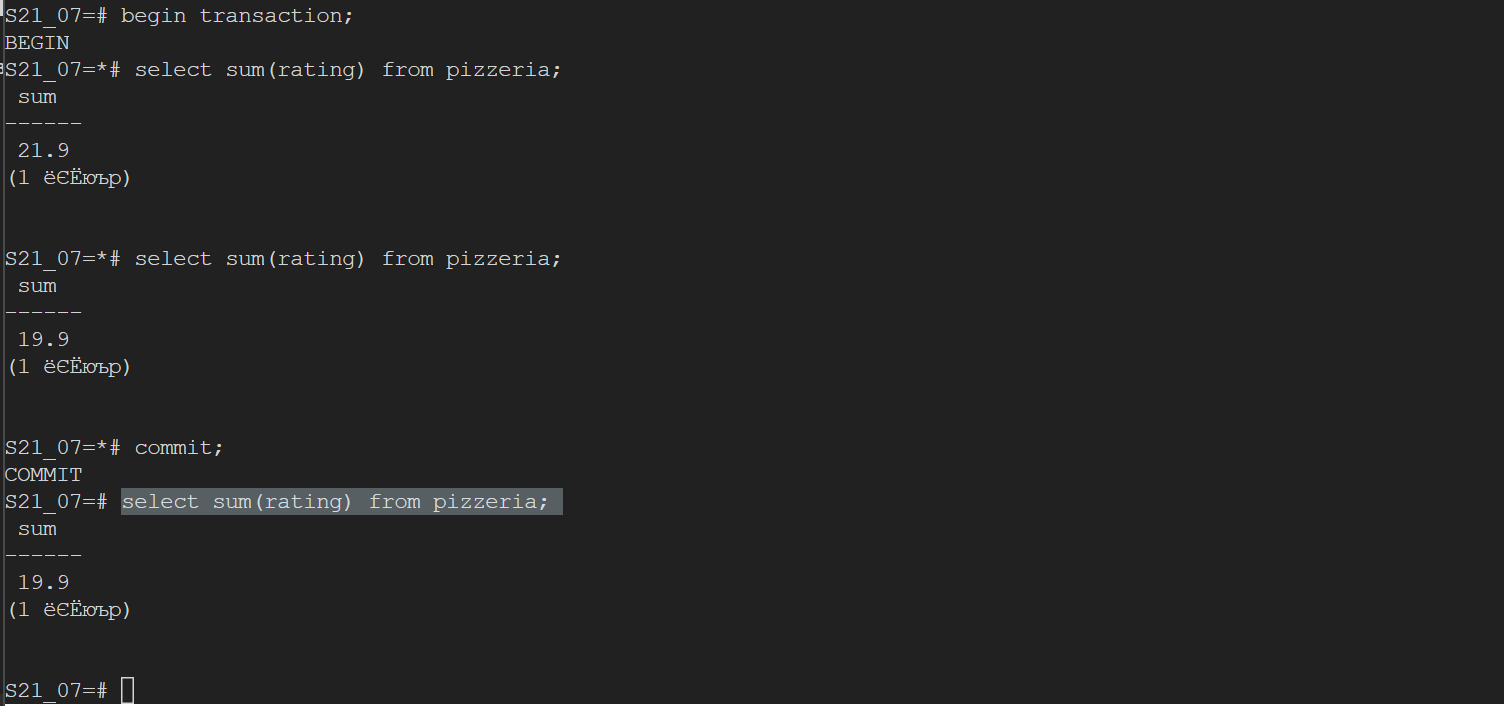 S21_07=# begin transaction;
BEGIN
S21_07=*# select sum(rating) from pizzeria;
sum
------
21.9
(1 ёЄЁюър)
S21_07=*# select sum(rating) from pizzeria;
sum
------
19.9
(1 ёЄЁюър)
S21_07=*# commit;
COMMIT
S21_07=# select sum(rating) from pizzeria;
sum
------
19.9
(1 ёЄЁюър)
S21_07=#